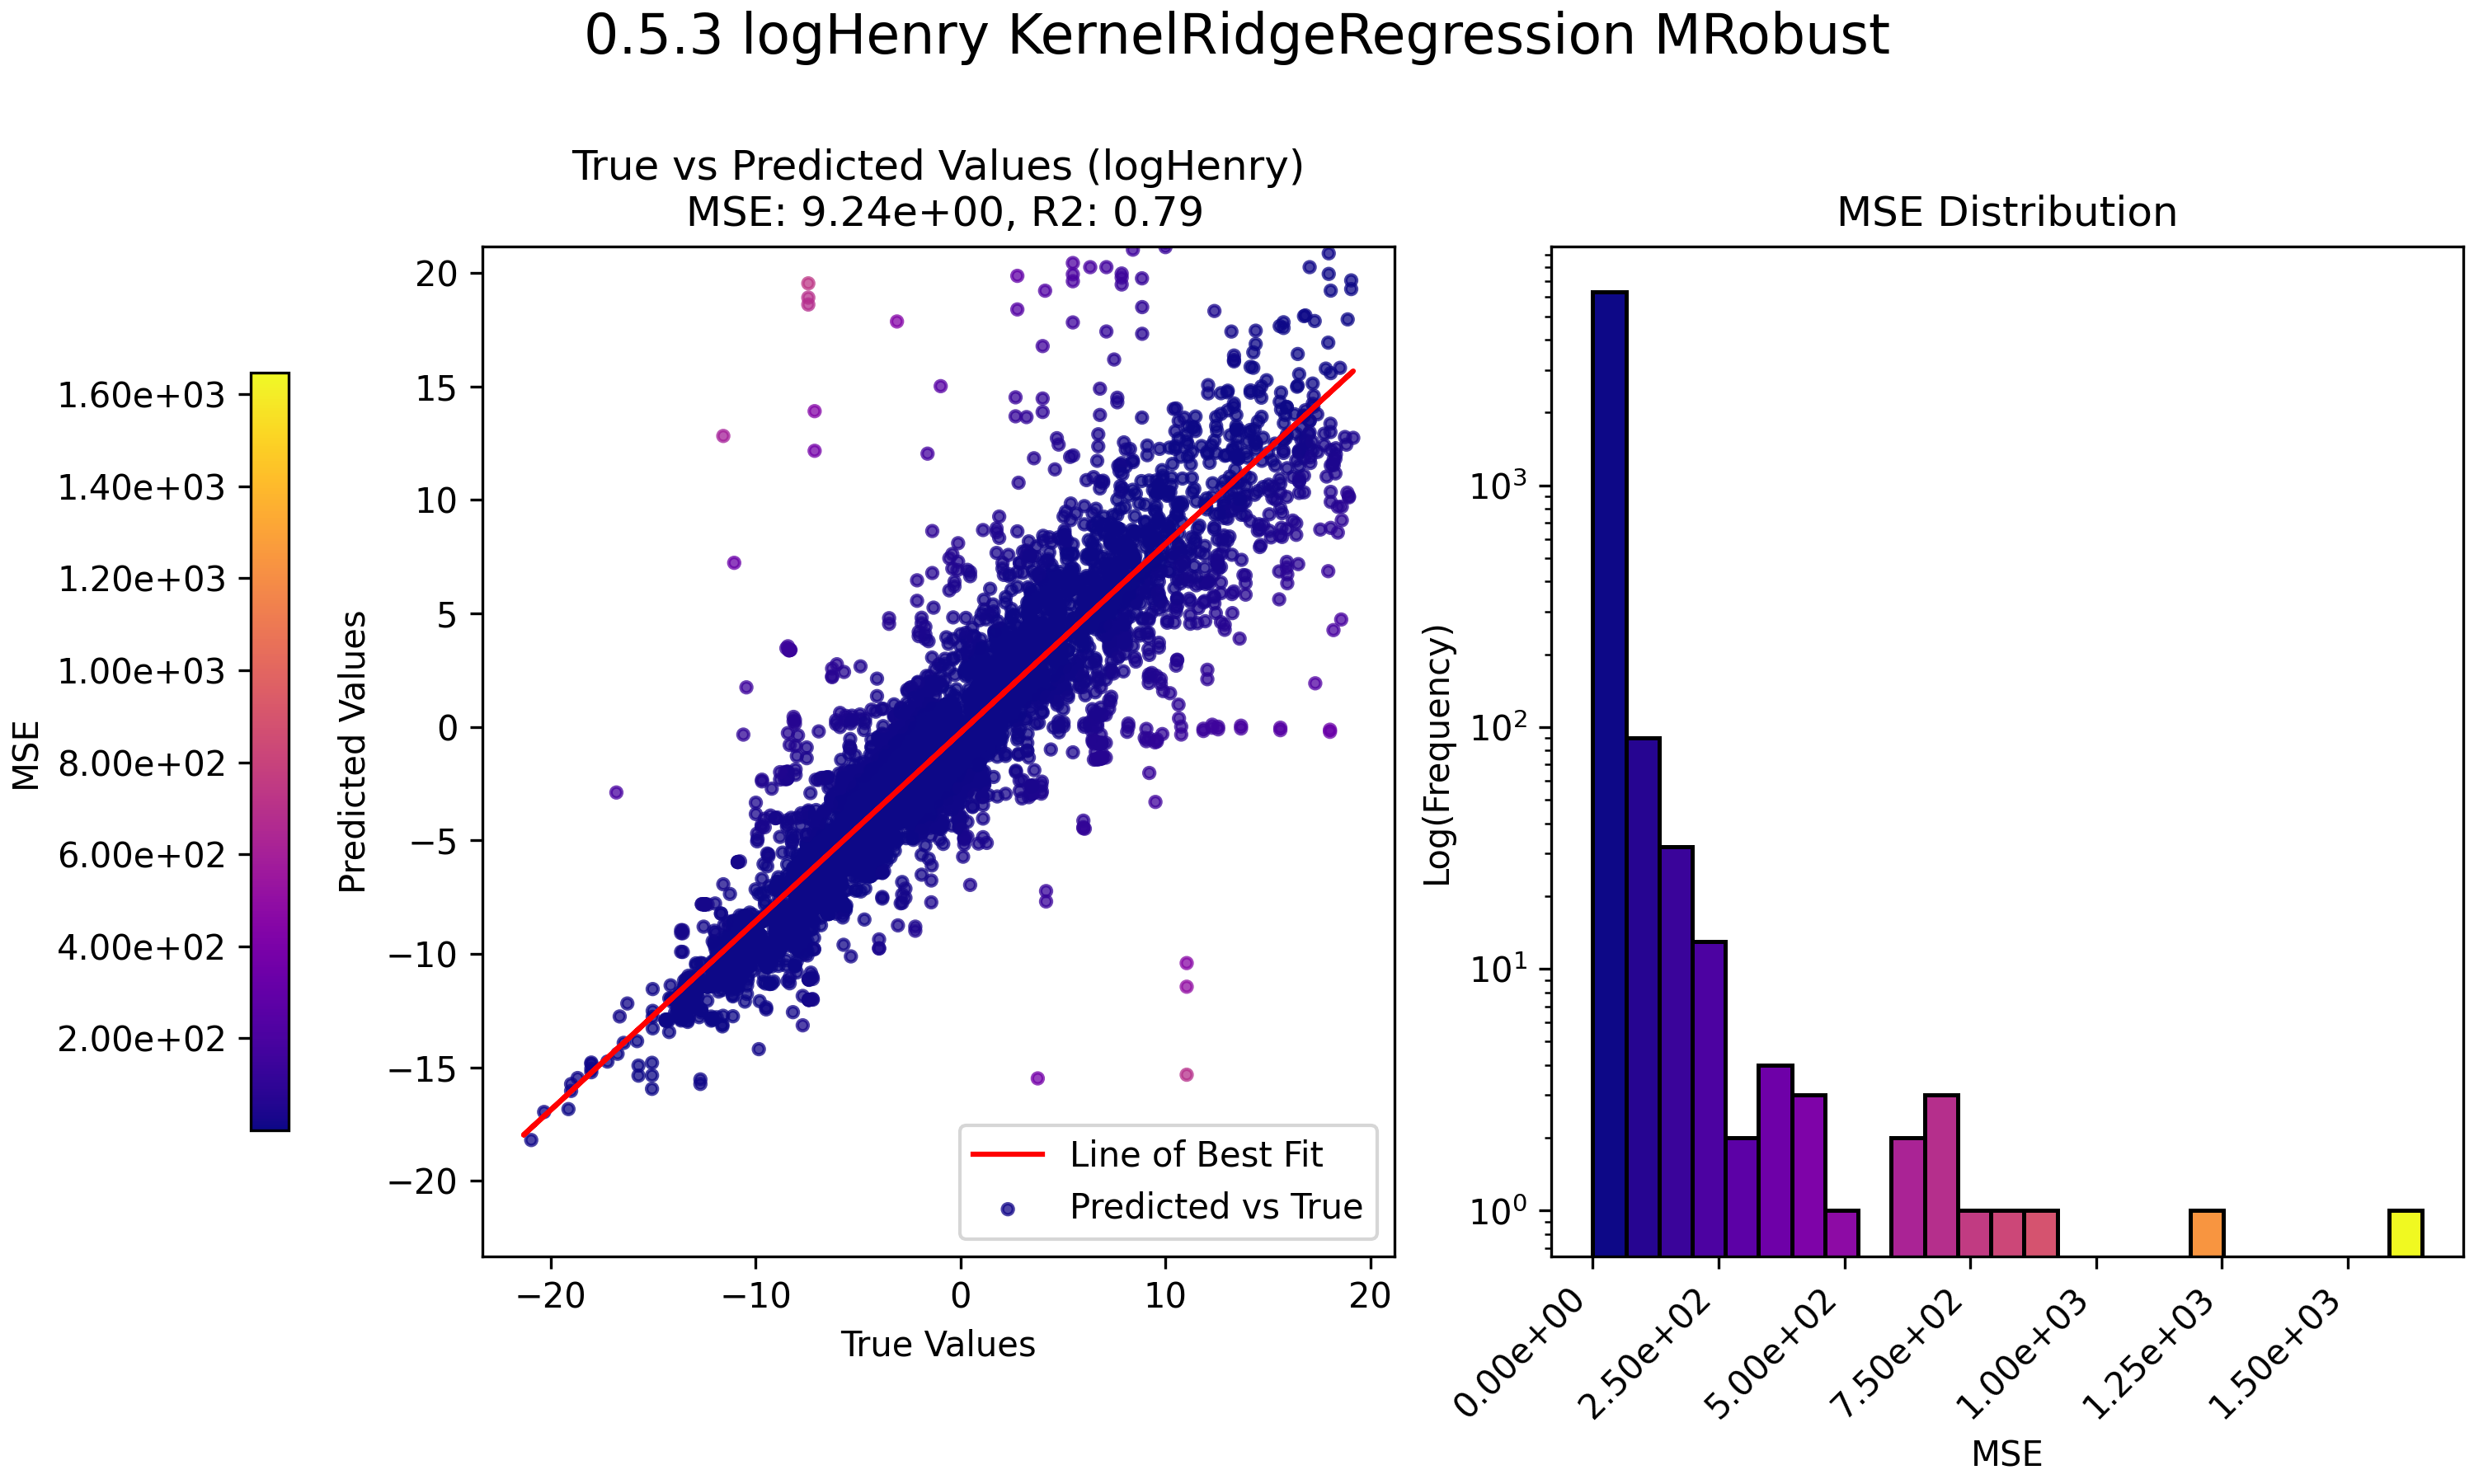 0.5.3 logHenry KernelRidgeRegression MRobust
True vs Predicted Values (logHenry)
MSE: 9.24e+00, R2: 0.79
MSE
1.60e+03
1.40e+03
1.20e+03
1.00e+03
8.00e+02
6.00e+02
4.00e+02
2.00e+02
Predicted Values
20
15
10
5
0
−5
−10
−15
−20
Line of Best Fit
Predicted vs True
−20
−10
0
10
20
True Values
MSE Distribution
Log(Frequency)
10³
10²
10¹
10⁰
0.00e+00
2.50e+02
5.00e+02
7.50e+02
1.00e+03
1.25e+03
1.50e+03
MSE